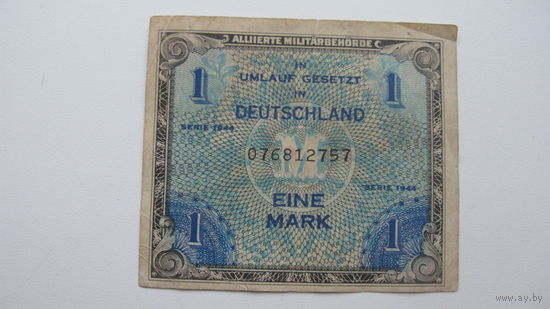 ALLIIERTE MILITÄRBEHÖRDE
IN
UMLAUF GESETZT
IN
DEUTSCHLAND
1 1
SERIE 1944
076812757
M
SERIE 1944
EINE
MARK
1 1
www.ay.by